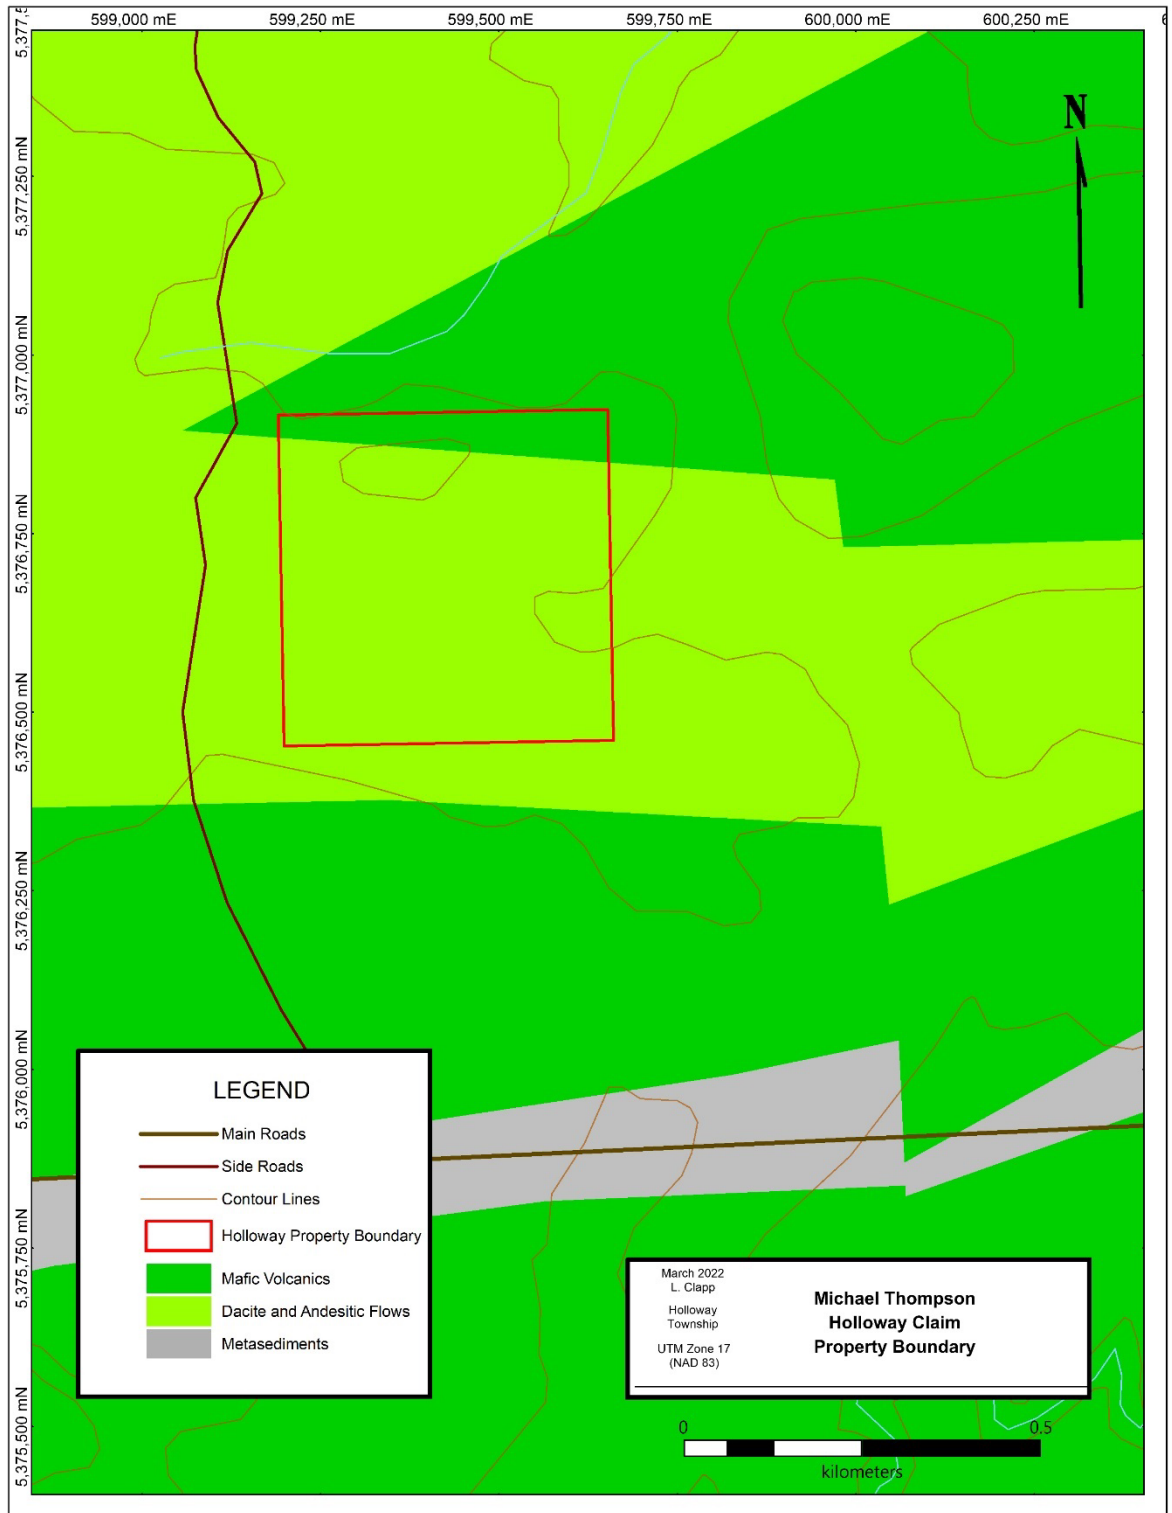 599,000 mE
599,250 mE
599,500 mE
599,750 mE
600,000 mE
600,250 mE
6
5,377,5
5,377,250 mN
5,377,000 mN
5,376,750 mN
5,376,500 mN
5,376,250 mN
5,376,000 mN
5,375,750 mN
5,375,500 mN
N
LEGEND
Main Roads
Side Roads
Contour Lines
Holloway Property Boundary
Mafic Volcanics
Dacite and Andesitic Flows
Metasediments
March 2022
L. Clapp
Holloway
Township
UTM Zone 17
(NAD 83)
Michael Thompson
Holloway Claim
Property Boundary
0
0.5
kilometers